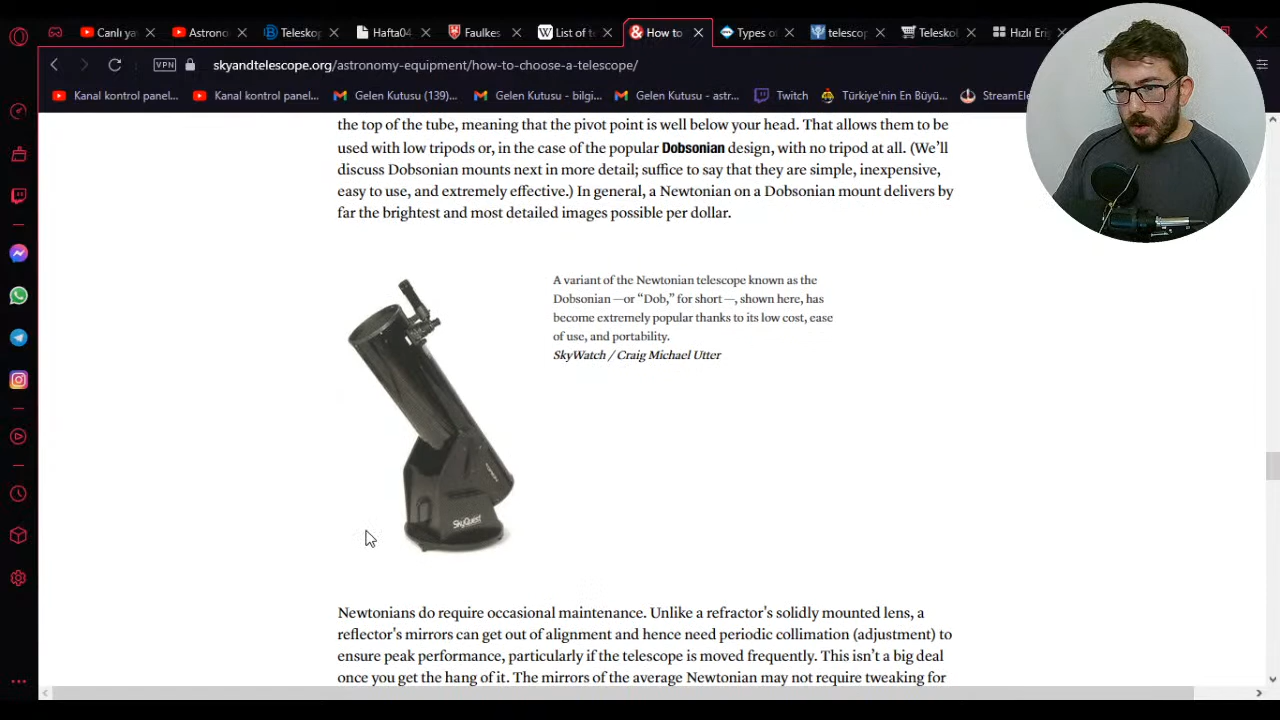 Canlı ya
Astrono
Teleskop
Hafta04
Faulkes
List of te
How to
Types of
telescop
Teleskol
Hızlı Eri
VPN
skyandtelescope.org/astronomy-equipment/how-to-choose-a-telescope/
Kanal kontrol panel...
Kanal kontrol panel...
Gelen Kutusu (139)...
Gelen Kutusu - bilgi...
Gelen Kutusu - astr...
Twitch
Türkiye'nin En Büyü...
StreamEle
the top of the tube, meaning that the pivot point is well below your head. That allows them to be
used with low tripods or, in the case of the popular Dobsonian design, with no tripod at all. (We'll
discuss Dobsonian mounts next in more detail; suffice to say that they are simple, inexpensive,
easy to use, and extremely effective.) In general, a Newtonian on a Dobsonian mount delivers by
far the brightest and most detailed images possible per dollar.
A variant of the Newtonian telescope known as the
Dobsonian —or "Dob," for short —, shown here, has
become extremely popular thanks to its low cost, ease
of use, and portability.
SkyWatch / Craig Michael Utter
SkyQuest
Newtonians do require occasional maintenance. Unlike a refractor's solidly mounted lens, a
reflector's mirrors can get out of alignment and hence need periodic collimation (adjustment) to
ensure peak performance, particularly if the telescope is moved frequently. This isn't a big deal
once you get the hang of it. The mirrors of the average Newtonian may not require tweaking for